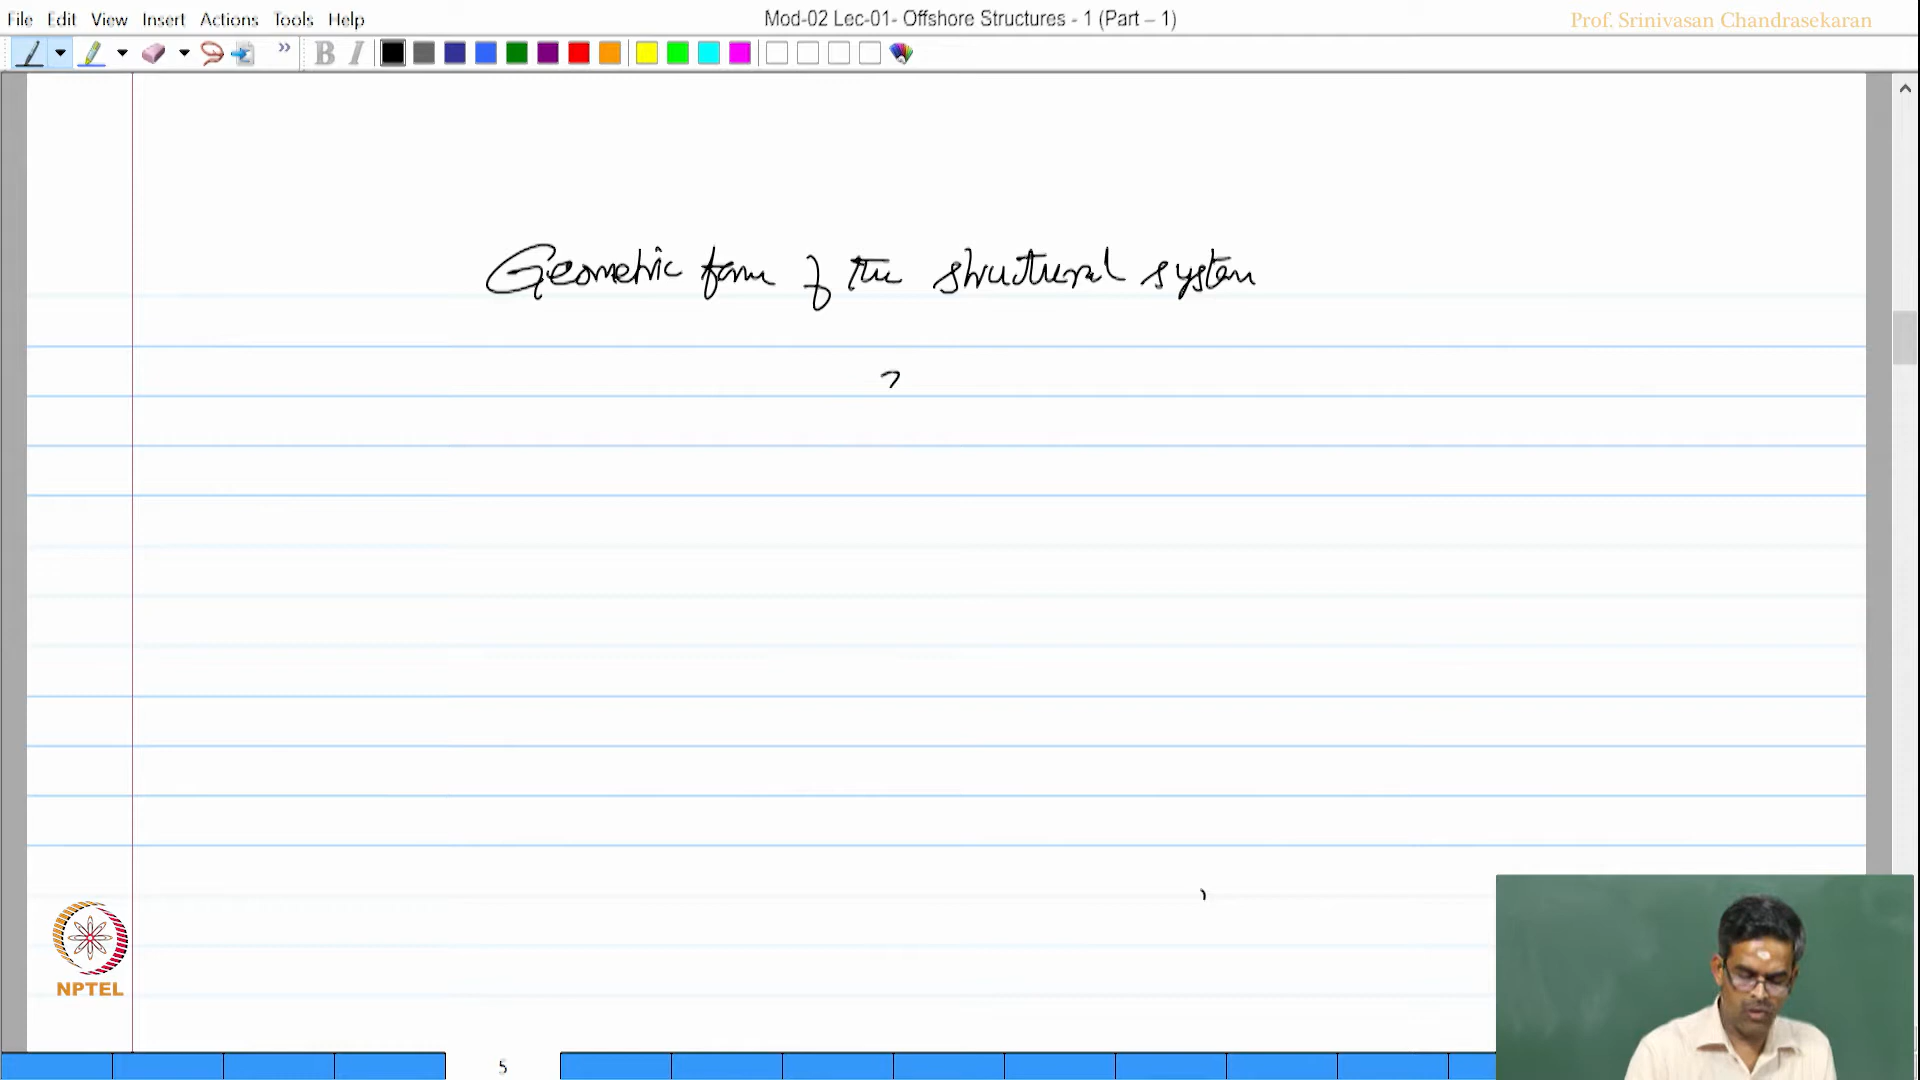 File Edit View Insert Actions Tools Help
Mod-02 Lec-01- Offshore Structures - 1 (Part – 1)
Prof. Srinivasan Chandrasekaran
B I
Geometric form of the structural system
?
NPTEL
5